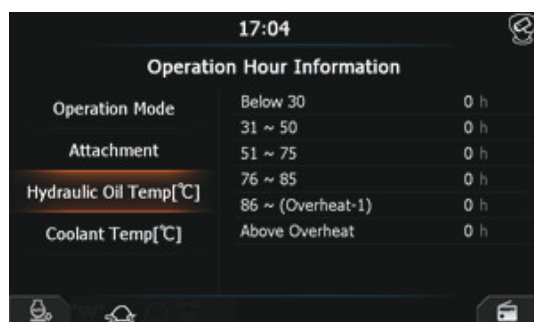 17:04
Operation Hour Information
Operation Mode
Attachment
Hydraulic Oil Temp[℃]
Coolant Temp[℃]
Below 30 0 h
31 ~ 50 0 h
51 ~ 75 0 h
76 ~ 85 0 h
86 ~ (Overheat-1) 0 h
Above Overheat 0 h